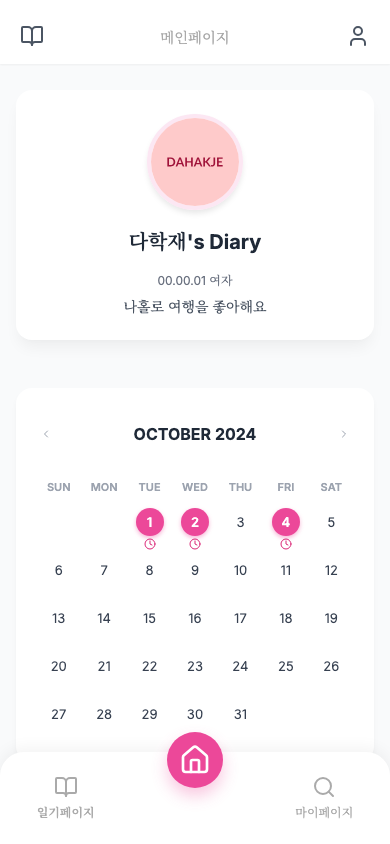 메인페이지
DAHAKJE
다학재's Diary
00.00.01 여자
나홀로 여행을 좋아해요
OCTOBER 2024
SUN MON TUE WED THU FRI SAT
1 2 3 4 5
6 7 8 9 10 11 12
13 14 15 16 17 18 19
20 21 22 23 24 25 26
27 28 29 30 31
일기페이지 마이페이지